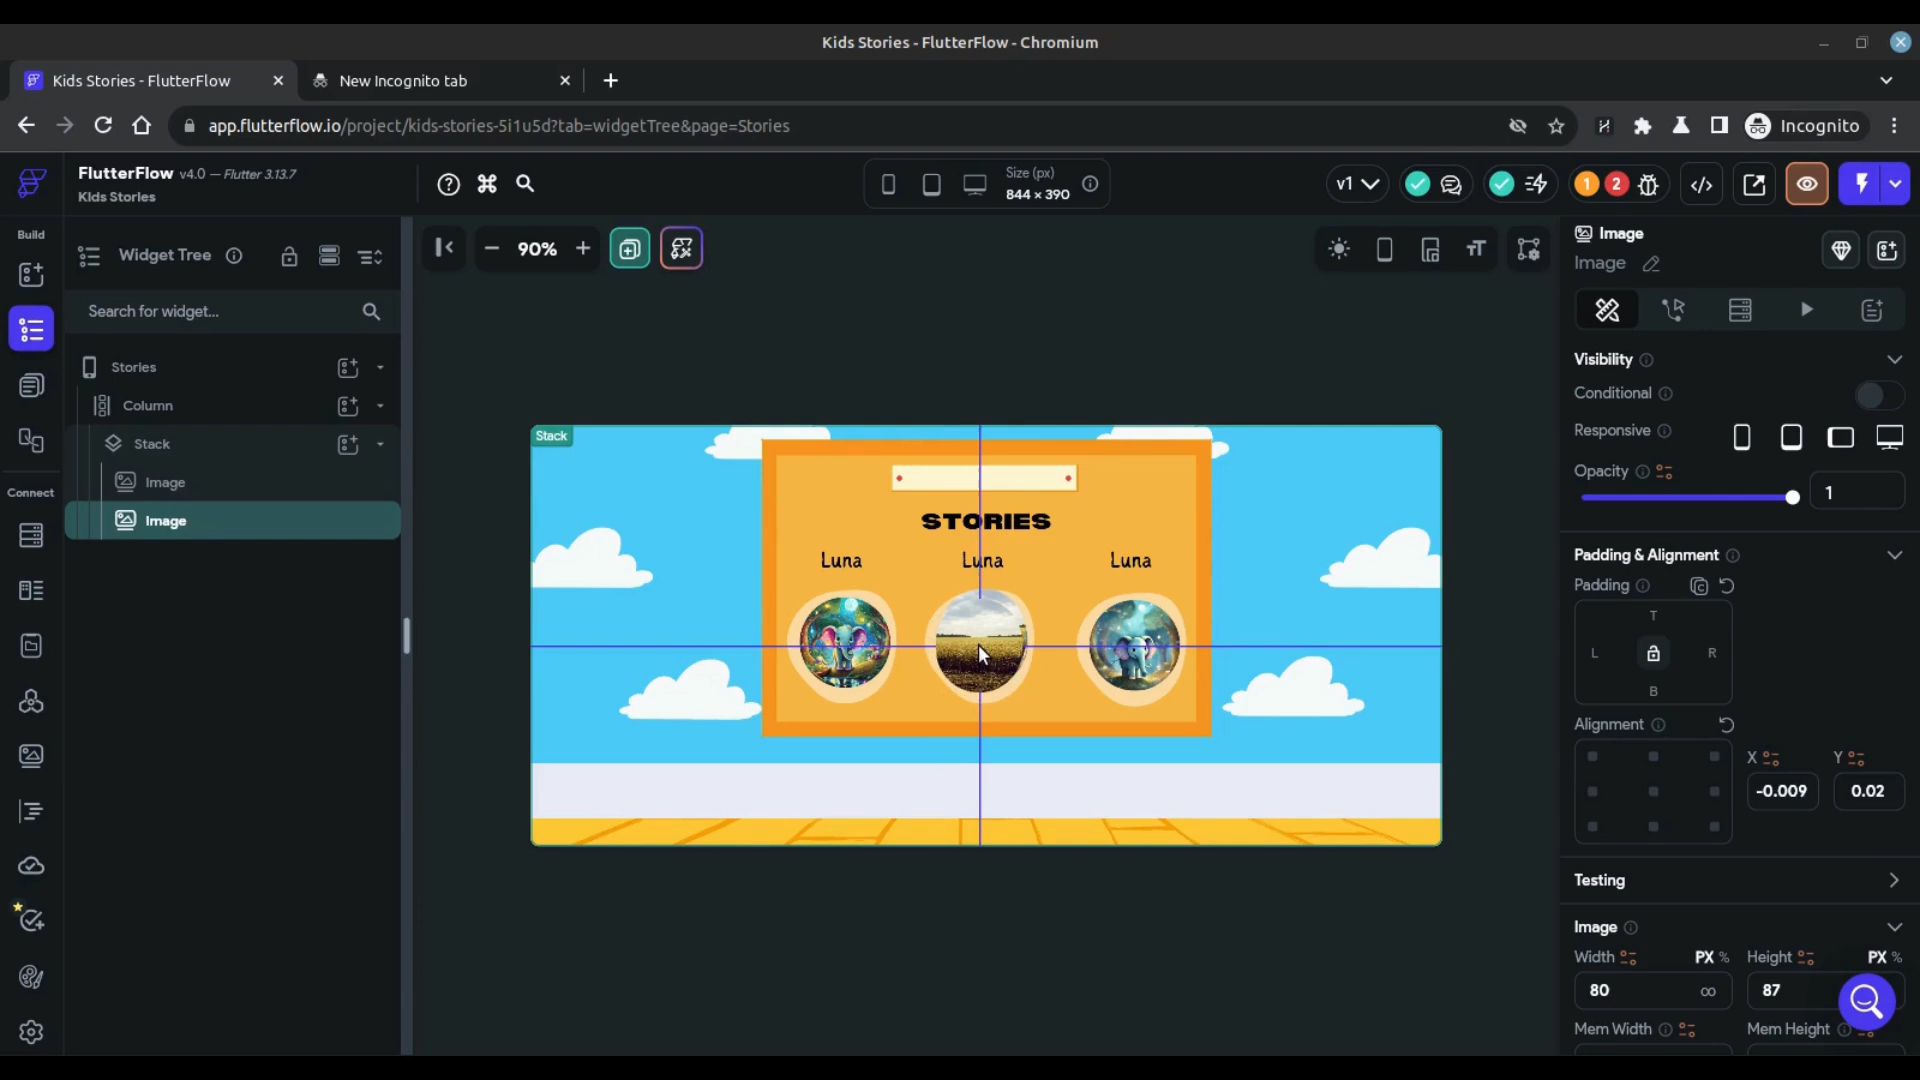 Kids Stories - FlutterFlow - Chromium
Kids Stories - FlutterFlow
New Incognito tab
app.flutterflow.io/project/kids-stories-5i1u5d?tab=widgetTree&page=Stories
Incognito
FlutterFlow v4.0 — Flutter 3.13.7
Kids Stories
Size (px)
844 × 390
v1
1
2
Build
Widget Tree
90%
Image
Image
Search for widget...
Stories
Column
Stack
Image
Image
Connect
Stack
STORIES
Luna
Luna
Luna
Visibility
Conditional
Responsive
Opacity
1
Padding & Alignment
Padding
T
L
R
B
Alignment
X
Y
-0.009
0.02
Testing
Image
Width
PX %
Height
PX %
80
87
Mem Width
Mem Height